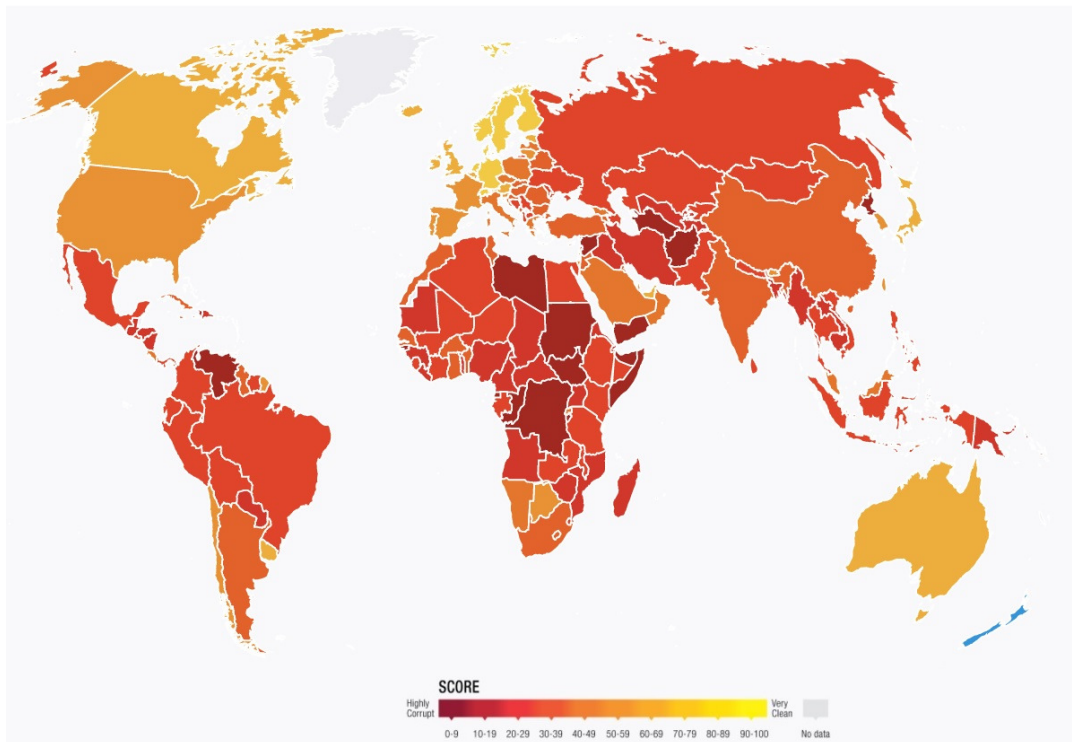 SCORE
Highly
Corrupt
Very
Clean
0-9 10-19 20-29 30-39 40-49 50-59 60-69 70-79 80-89 90-100 No data